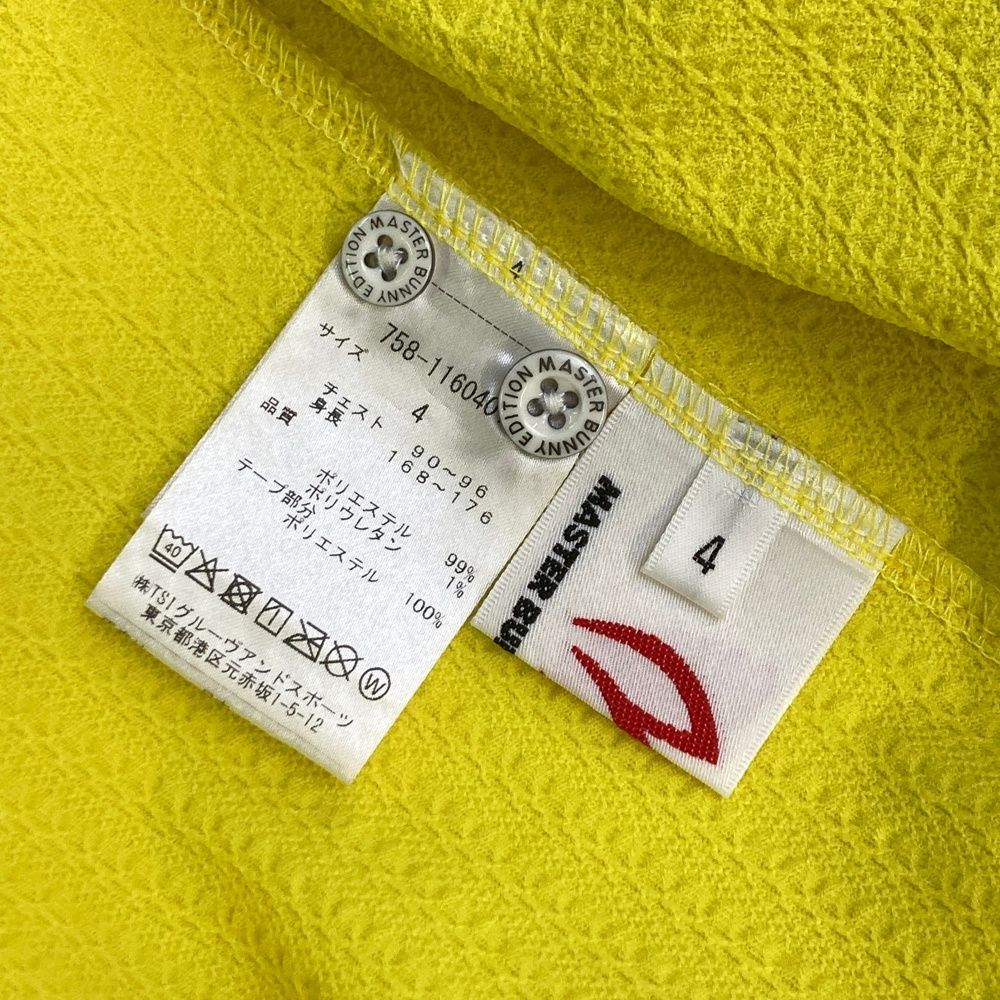 MASTER BUNNY EDITION
4
758-116040
サイズ
4
チェスト 90～96
身長 168～176
品質
ポリエステル 99%
ポリウレタン 1%
テープ部分
ポリエステル 100%
40
W
㈱TSIグルーヴアンドスポーツ
東京都港区元赤坂1-5-12
MASTER BUNNY EDITION
MASTER
4